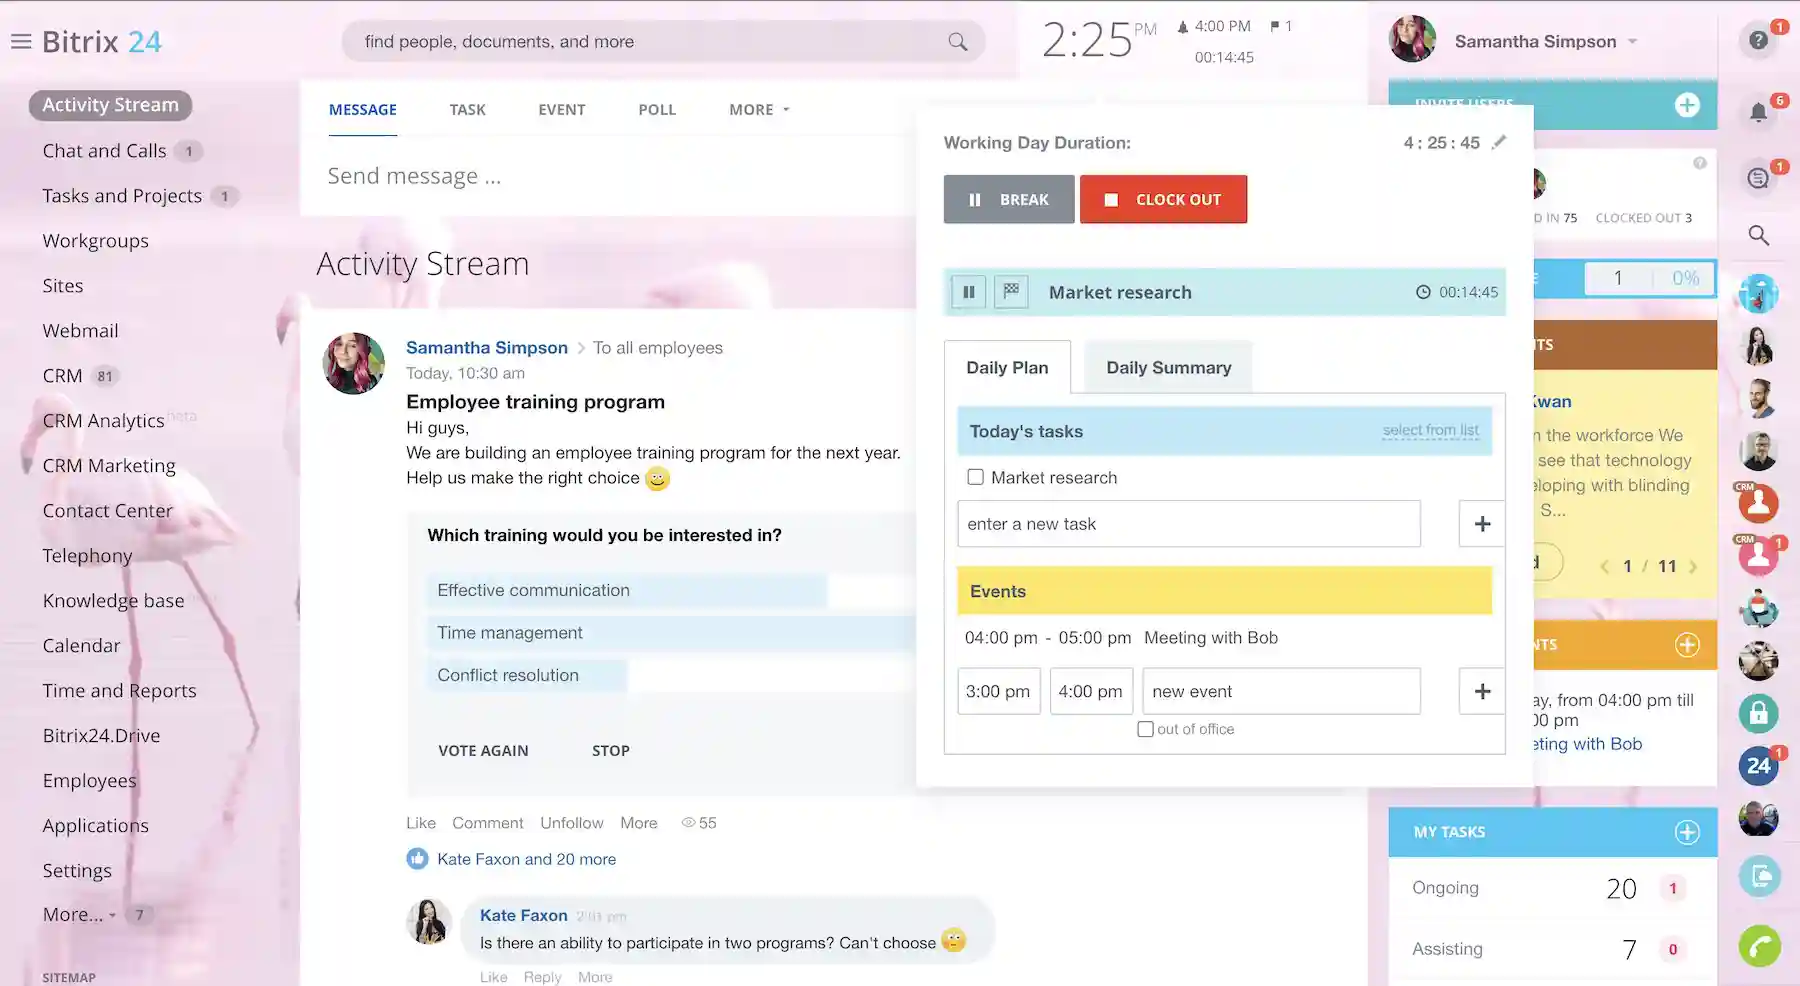 Bitrix 24
find people, documents, and more
2:25 PM
4:00 PM
1
00:14:45
Samantha Simpson
1
Activity Stream
Chat and Calls 1
Tasks and Projects 1
Workgroups
Sites
Webmail
CRM 81
CRM Analytics beta
CRM Marketing
Contact Center
Telephony
Knowledge base
Calendar
Time and Reports
Bitrix24.Drive
Employees
Applications
Settings
More... 7
SITEMAP
MESSAGE TASK EVENT POLL MORE
Send message ...
Activity Stream
Samantha Simpson > To all employees
Today, 10:30 am
Employee training program
Hi guys,
We are building an employee training program for the next year.
Help us make the right choice
Which training would you be interested in?
Effective communication
Time management
Conflict resolution
VOTE AGAIN STOP
Like Comment Unfollow More 55
Kate Faxon and 20 more
Kate Faxon 2:01 pm
Is there an ability to participate in two programs? Can't choose
Like Reply More
Working Day Duration: 4 : 25 : 45
BREAK CLOCK OUT
Market research 00:14:45
Daily Plan Daily Summary
Today's tasks select from list
Market research
enter a new task +
Events
04:00 pm - 05:00 pm Meeting with Bob
3:00 pm 4:00 pm new event +
out of office
INVITE USERS
D IN 75 CLOCKED OUT 3
E 1 0%
TS
Kwan
n the workforce We
see that technology
loping with blinding
S...
d
< 1 / 11 >
NTS
ay, from 04:00 pm till
00 pm
eting with Bob
MY TASKS
Ongoing 20 1
Assisting 7 0
6
1
CRM
CRM 1
24 1